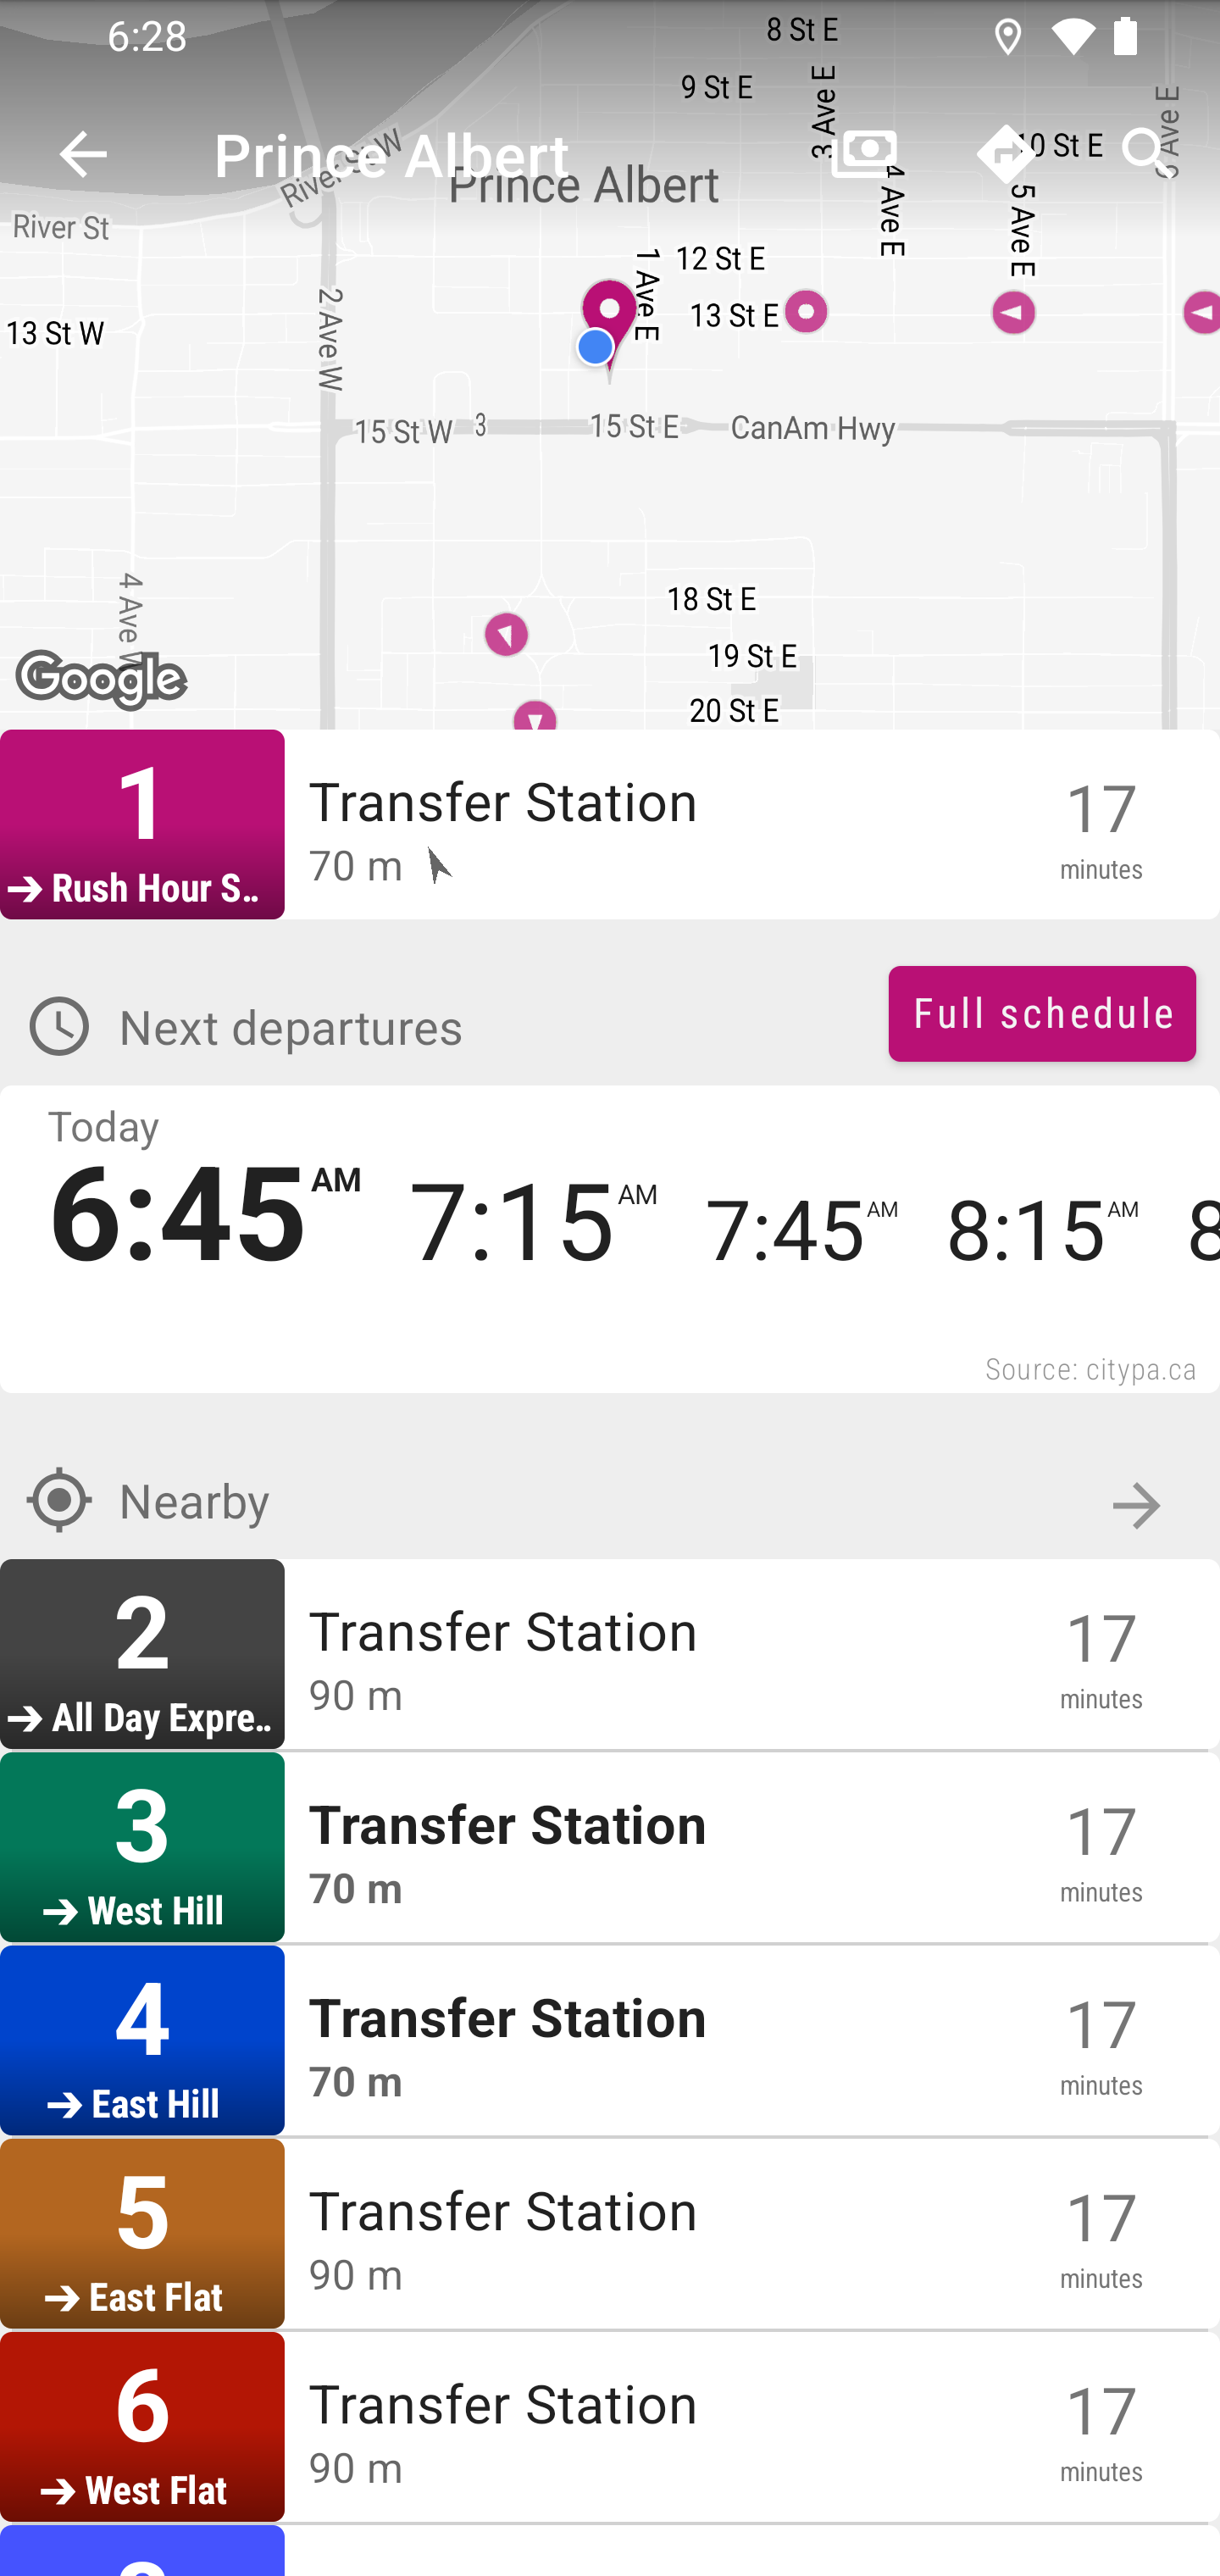 6:28
8 St E
9 St E
3 Ave E
Prince Albert
10 St E
River St W
Prince Albert
4 Ave E
5 Ave E
River St
12 St E
1 Ave E
13 St E
13 St W
2 Ave W
15 St W
3
15 St E
CanAm Hwy
18 St E
4 Ave W
19 St E
Google
20 St E
1
Transfer Station
17
70 m
minutes
→ Rush Hour S…
Next departures
Full schedule
Today
6:45 AM 7:15 AM 7:45 AM 8:15 AM 8
Source: citypa.ca
Nearby
2
Transfer Station
17
90 m
minutes
→ All Day Expre…
3
Transfer Station
17
70 m
minutes
→ West Hill
4
Transfer Station
17
70 m
minutes
→ East Hill
5
Transfer Station
17
90 m
minutes
→ East Flat
6
Transfer Station
17
90 m
minutes
→ West Flat